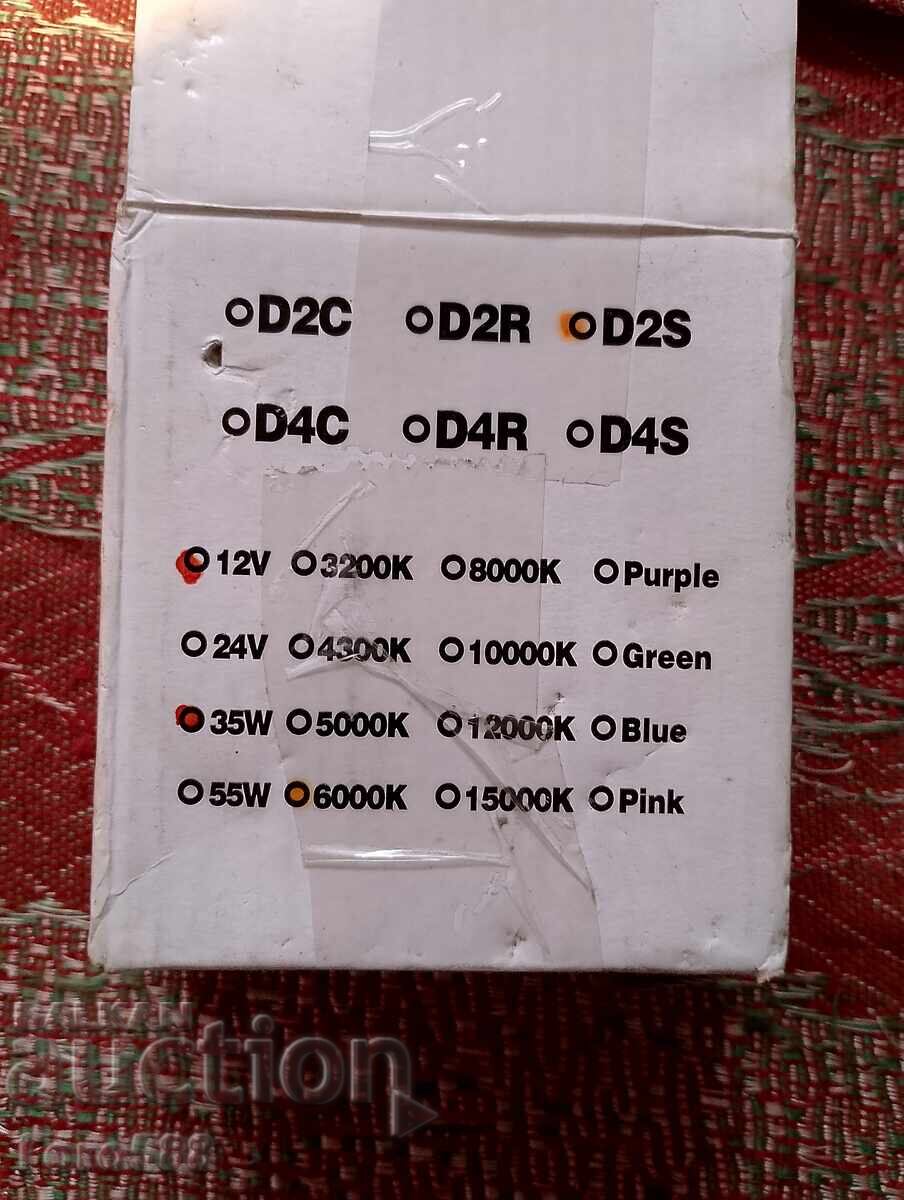 D2C D2R D2S
D4C D4R D4S
12V 3200K 8000K Purple
24V 4300K 10000K Green
35W 5000K 12000K Blue
55W 6000K 15000K Pink
BALKAN
auction